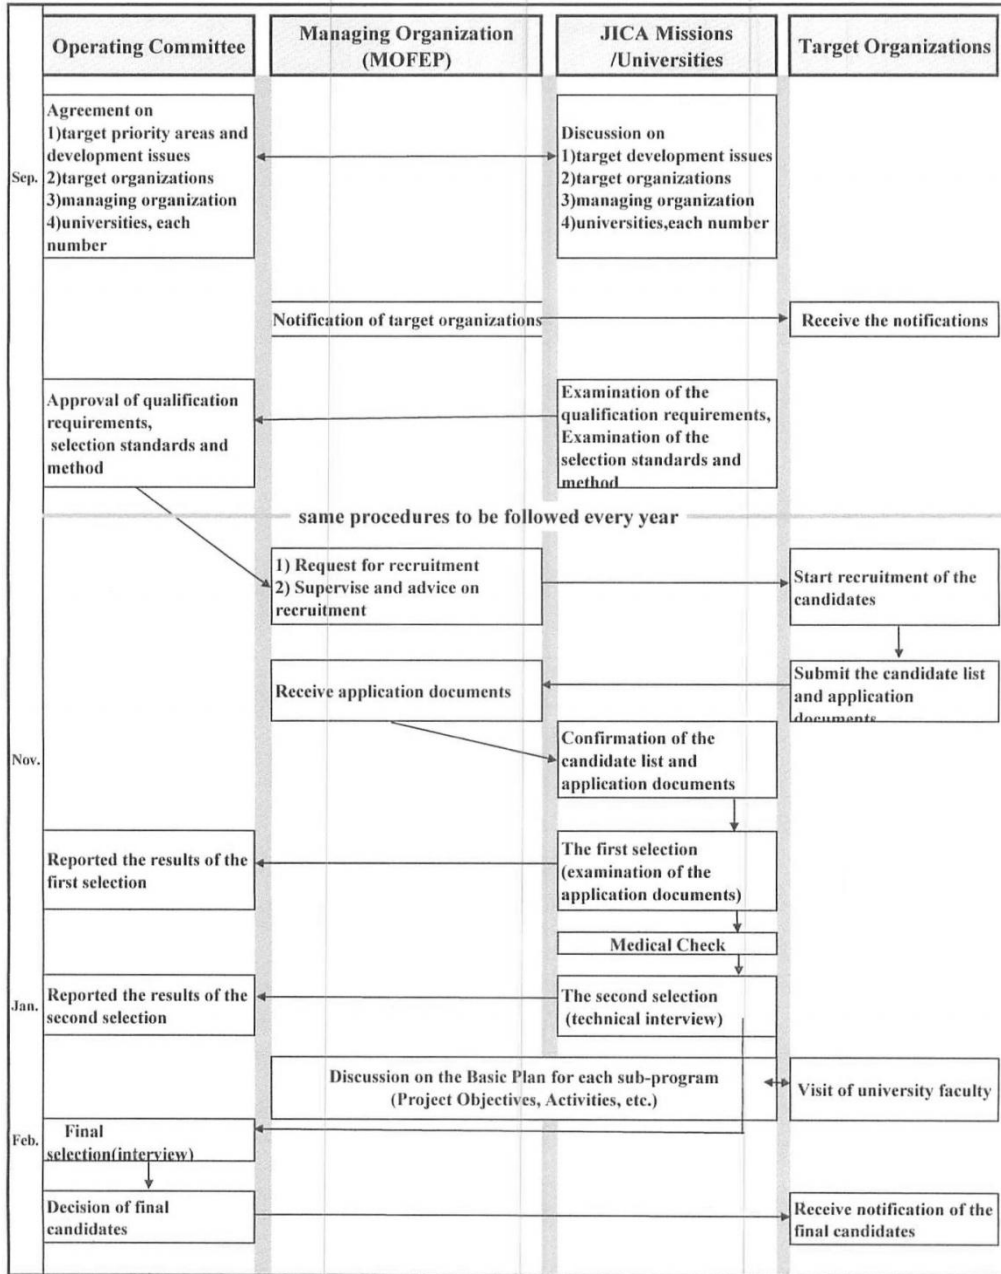 Operating Committee
Managing Organization
(MOFEP)
JICA Missions
/Universities
Target Organizations
Sep.
Agreement on
1)target priority areas and
development issues
2)target organizations
3)managing organization
4)universities, each
number
Discussion on
1)target development issues
2)target organizations
3)managing organization
4)universities,each number
Notification of target organizations
Receive the notifications
Approval of qualification
requirements,
selection standards and
method
Examination of the
qualification requirements,
Examination of the
selection standards and
method
same procedures to be followed every year
1) Request for recruitment
2) Supervise and advice on
recruitment
Start recruitment of the
candidates
Receive application documents
Submit the candidate list
and application
documents
Nov.
Confirmation of the
candidate list and
application documents
Reported the results of the
first selection
The first selection
(examination of the
application documents)
Medical Check
Jan.
Reported the results of the
second selection
The second selection
(technical interview)
Discussion on the Basic Plan for each sub-program
(Project Objectives, Activities, etc.)
Visit of university faculty
Feb.
Final
selection(interview)
Decision of final
candidates
Receive notification of the
final candidates